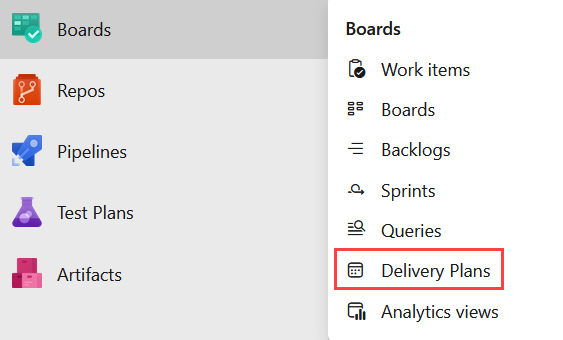 Boards
Repos
Pipelines
Test Plans
Artifacts
Boards
Work items
Boards
Backlogs
Sprints
Queries
Delivery Plans
Analytics views